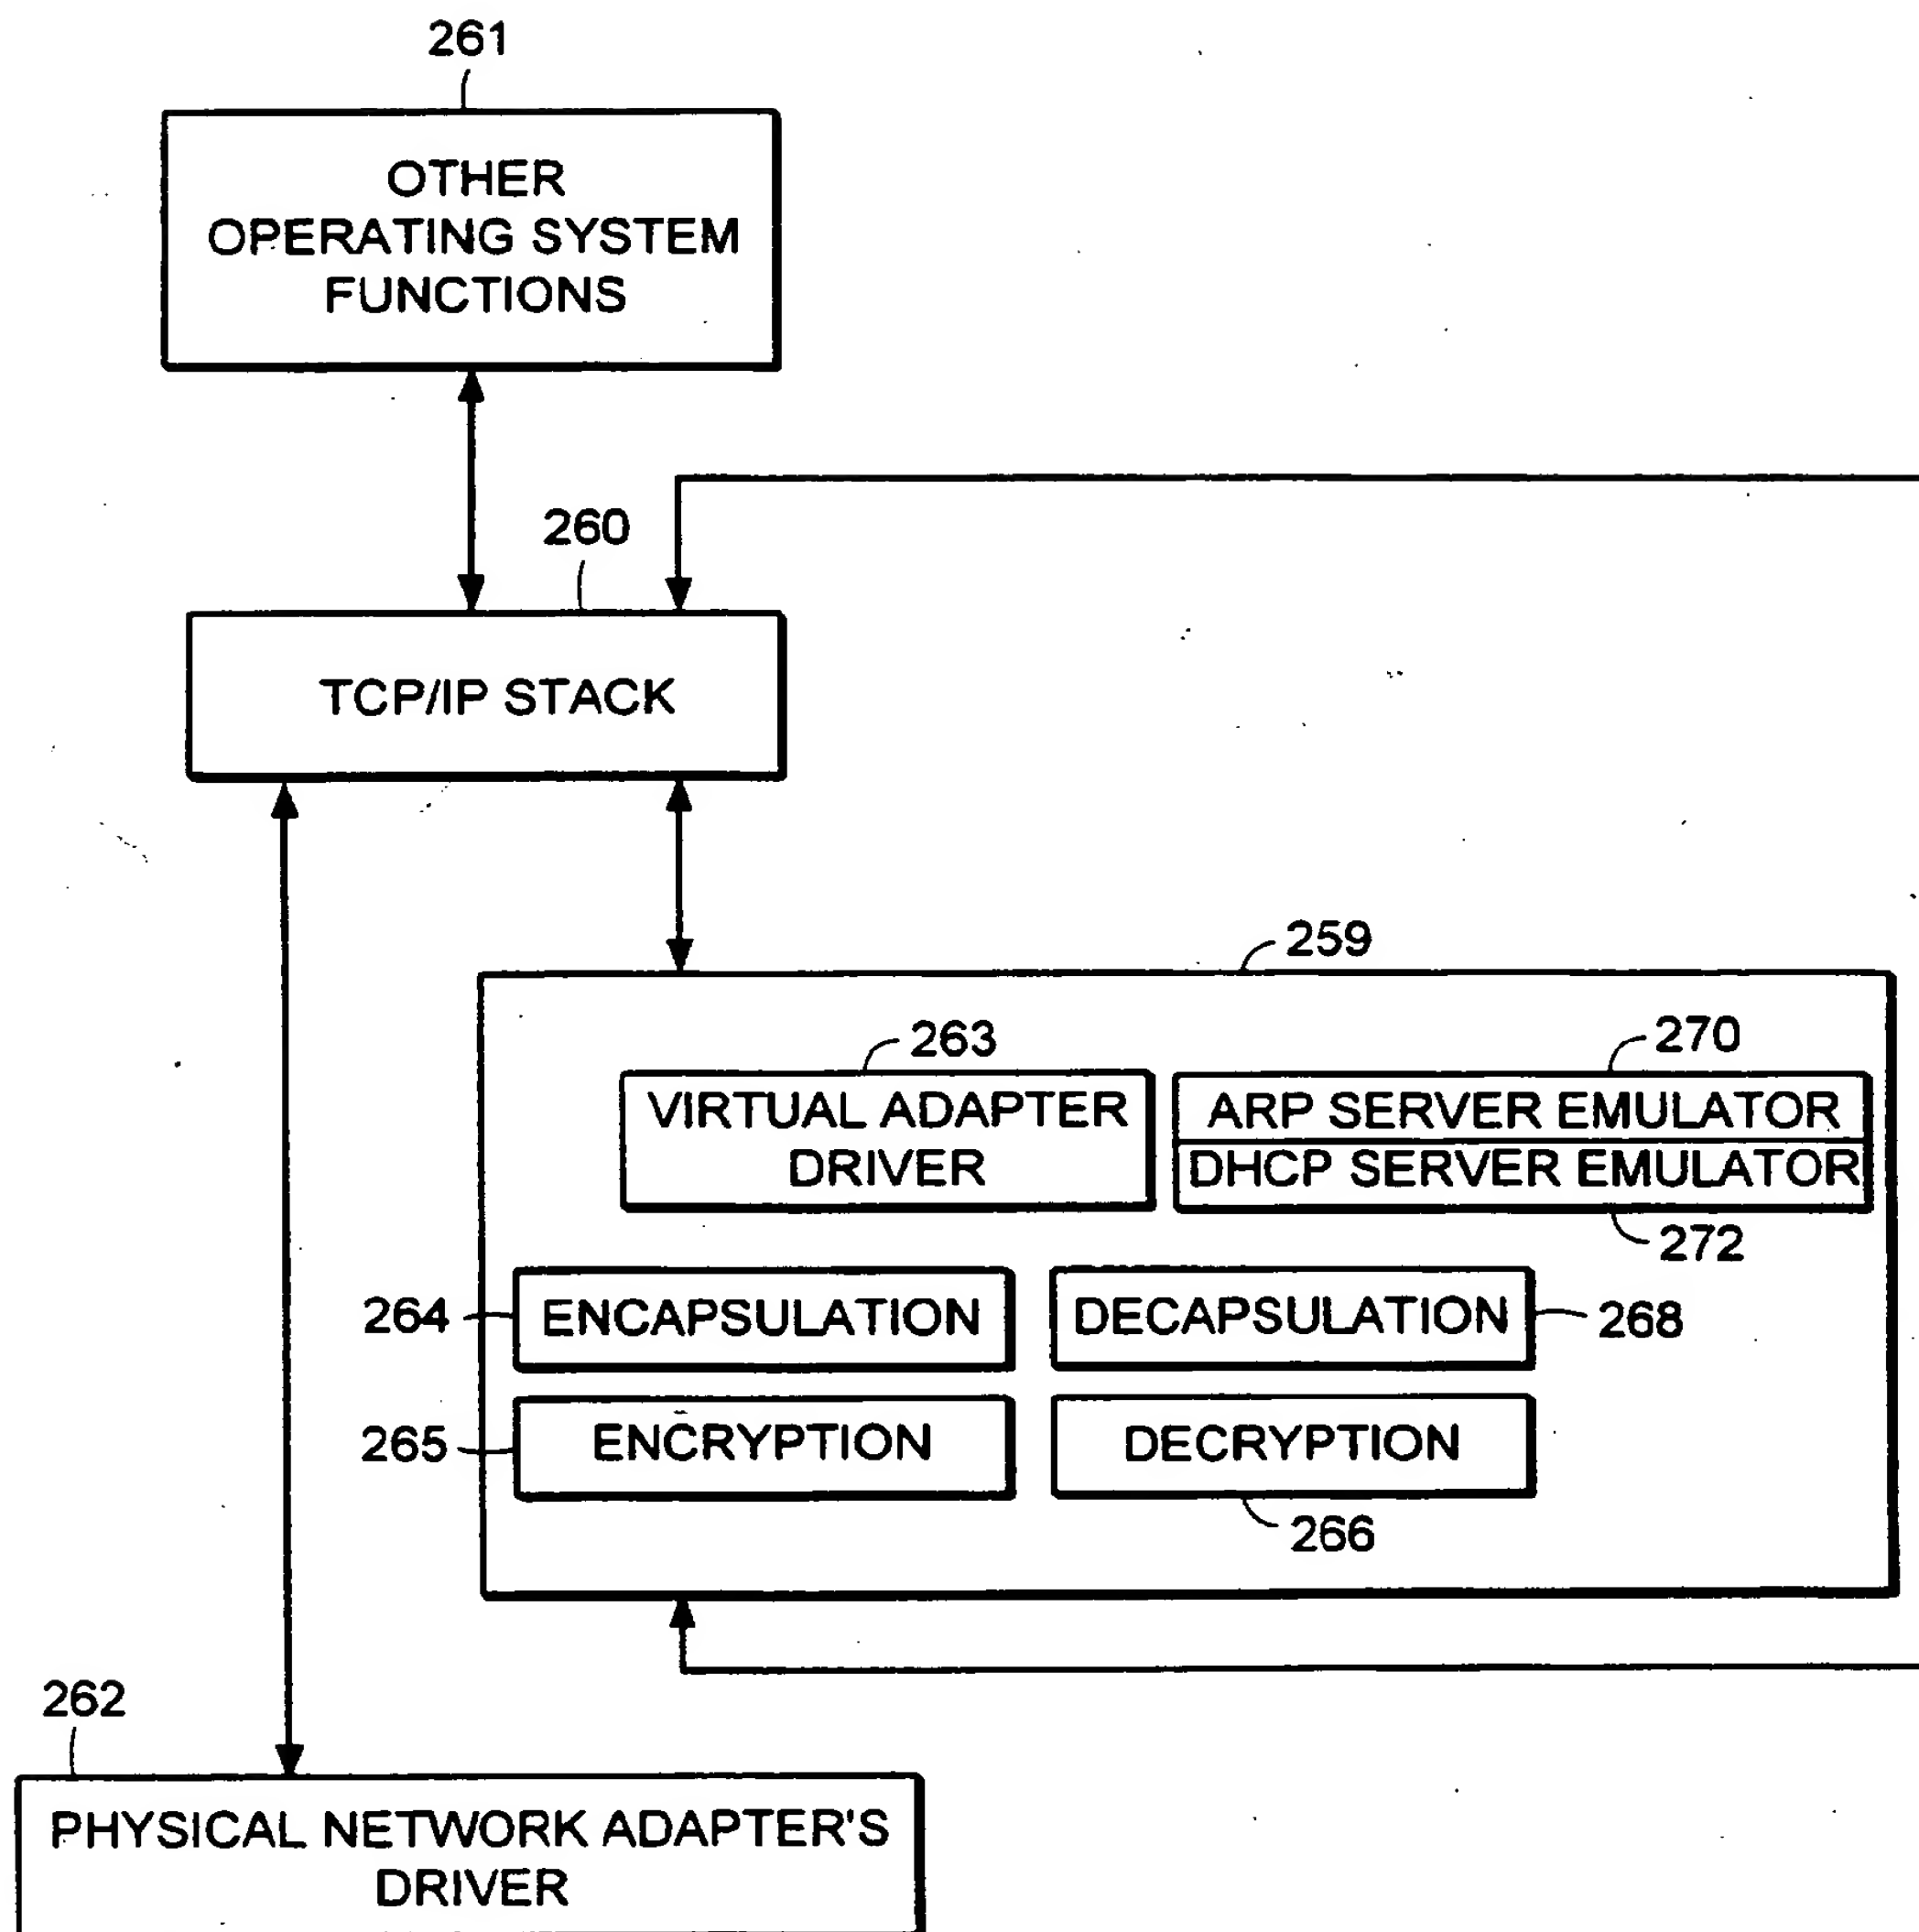 261
OTHER
OPERATING SYSTEM
FUNCTIONS
260
TCP/IP STACK
259
263
270
VIRTUAL ADAPTER
DRIVER
ARP SERVER EMULATOR
DHCP SERVER EMULATOR
272
264
ENCAPSULATION
DECAPSULATION
268
265
ENCRYPTION
DECRYPTION
266
262
PHYSICAL NETWORK ADAPTER'S
DRIVER